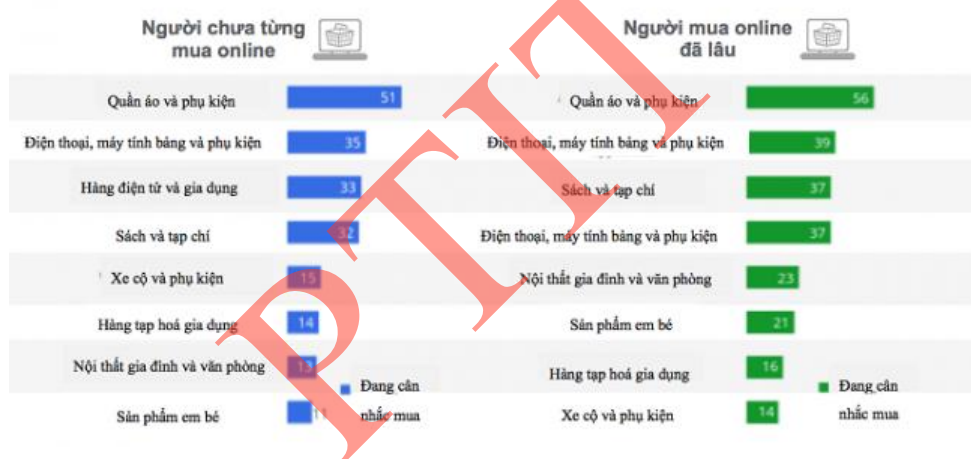 Người chưa từng
mua online
Quần áo và phụ kiện 51
Điện thoại, máy tính bảng và phụ kiện 35
Hàng điện tử và gia dụng 33
Sách và tạp chí 32
Xe cộ và phụ kiện 15
Hàng tạp hoá gia dụng 14
Nội thất gia đình và văn phòng 13
Sản phẩm em bé 11
Đang cân
nhắc mua
Người mua online
đã lâu
Quần áo và phụ kiện 56
Điện thoại, máy tính bảng và phụ kiện 39
Sách và tạp chí 37
Điện thoại, máy tính bảng và phụ kiện 37
Nội thất gia đình và văn phòng 23
Sản phẩm em bé 21
Hàng tạp hoá gia dụng 16
Xe cộ và phụ kiện 14
Đang cân
nhắc mua
PTIT